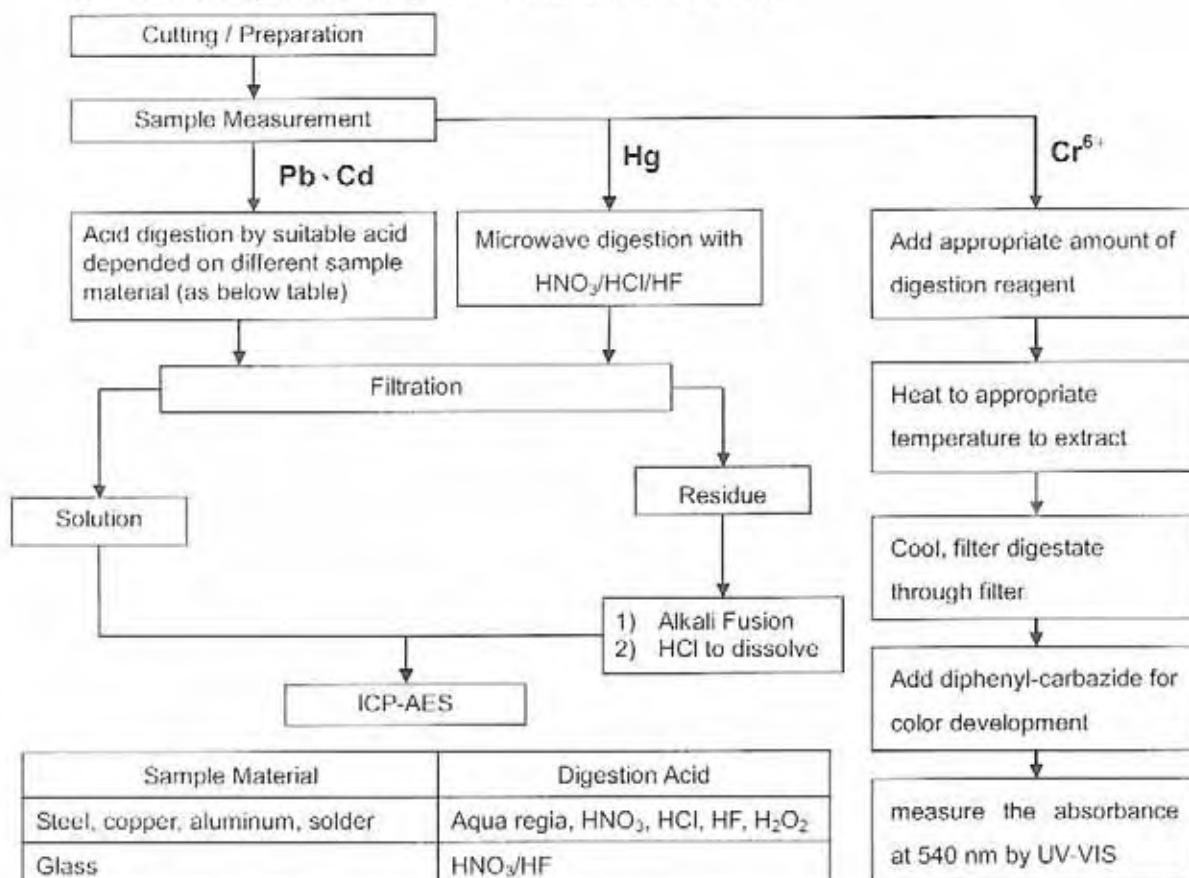 Cutting / Preparation
Sample Measurement
Pb、Cd
Hg
Cr⁶⁺
Acid digestion by suitable acid
depended on different sample
material (as below table)
Microwave digestion with
HNO₃/HCl/HF
Add appropriate amount of
digestion reagent
Filtration
Heat to appropriate
temperature to extract
Solution
Residue
Cool, filter digestate
through filter
1) Alkali Fusion
2) HCl to dissolve
ICP-AES
Add diphenyl-carbazide for
color development
Sample Material
Digestion Acid
Steel, copper, aluminum, solder
Aqua regia, HNO₃, HCl, HF, H₂O₂
Glass
HNO₃/HF
measure the absorbance
at 540 nm by UV-VIS